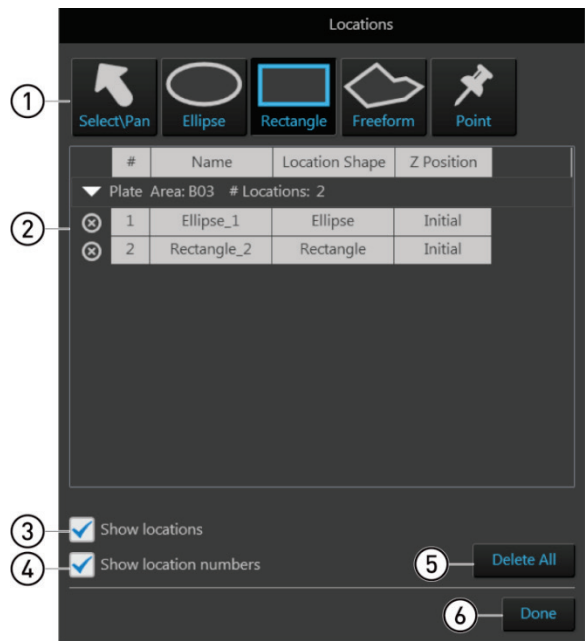 Locations
1
Select\Pan Ellipse Rectangle Freeform Point
# Name Location Shape Z Position
Plate Area: B03 # Locations: 2
2
1 Ellipse_1 Ellipse Initial
2 Rectangle_2 Rectangle Initial
3 Show locations
4 Show location numbers
5 Delete All
6 Done